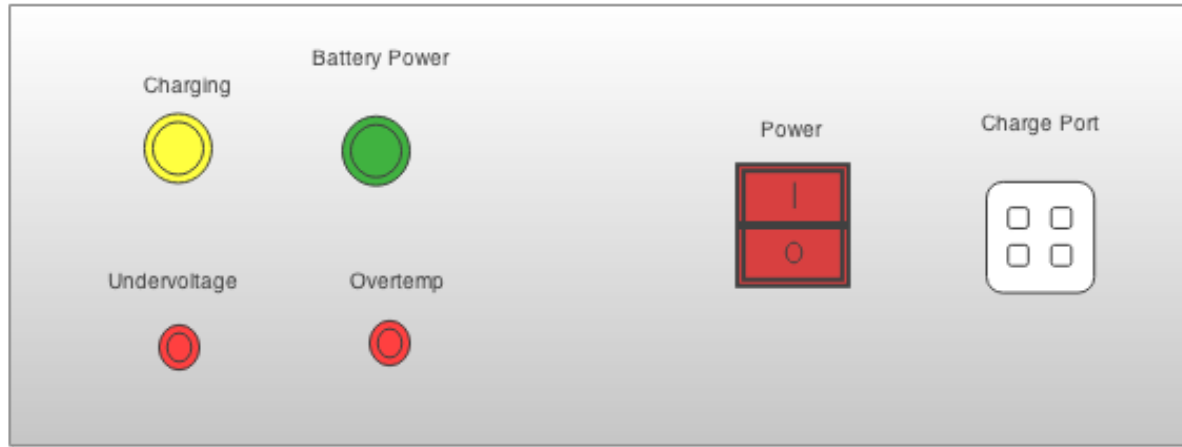 Battery Power
Charging
Power
Charge Port
I
O
Undervoltage
Overtemp